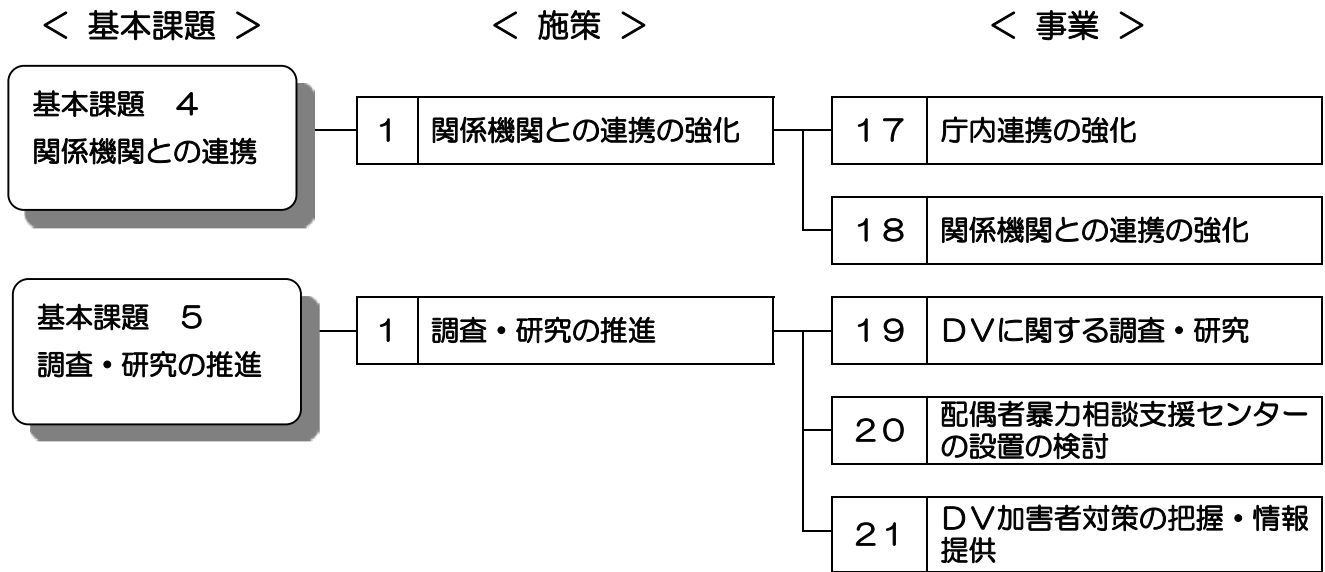 ＜ 基本課題 ＞
＜ 施策 ＞
＜ 事業 ＞
基本課題　４
関係機関との連携
１
関係機関との連携の強化
１７
庁内連携の強化
１８
関係機関との連携の強化
基本課題　５
調査・研究の推進
１
調査・研究の推進
１９
ＤＶに関する調査・研究
２０
配偶者暴力相談支援センター
の設置の検討
２１
ＤＶ加害者対策の把握・情報
提供